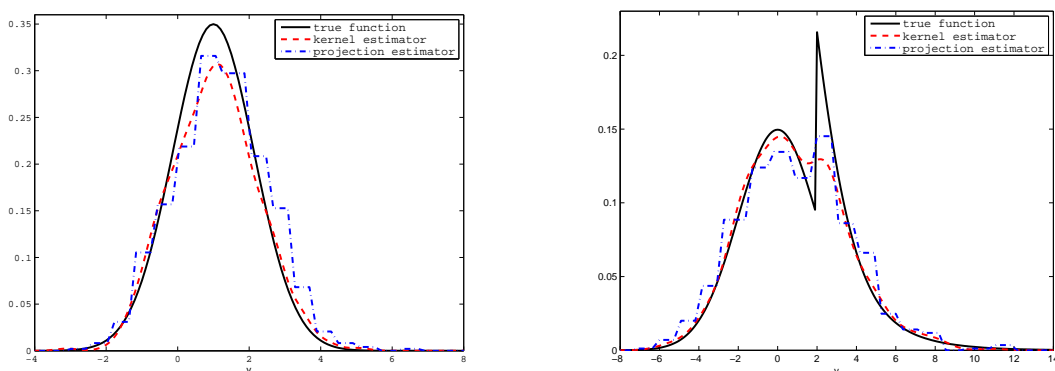 0.35
0.3
0.25
0.2
0.15
0.1
0.05
0
-4 -2 0 2 4 6 8
true function
kernel estimator
projection estimator
0.2
0.15
0.1
0.05
0
-8 -6 -4 -2 0 2 4 6 8 10 12 14
true function
kernel estimator
projection estimator